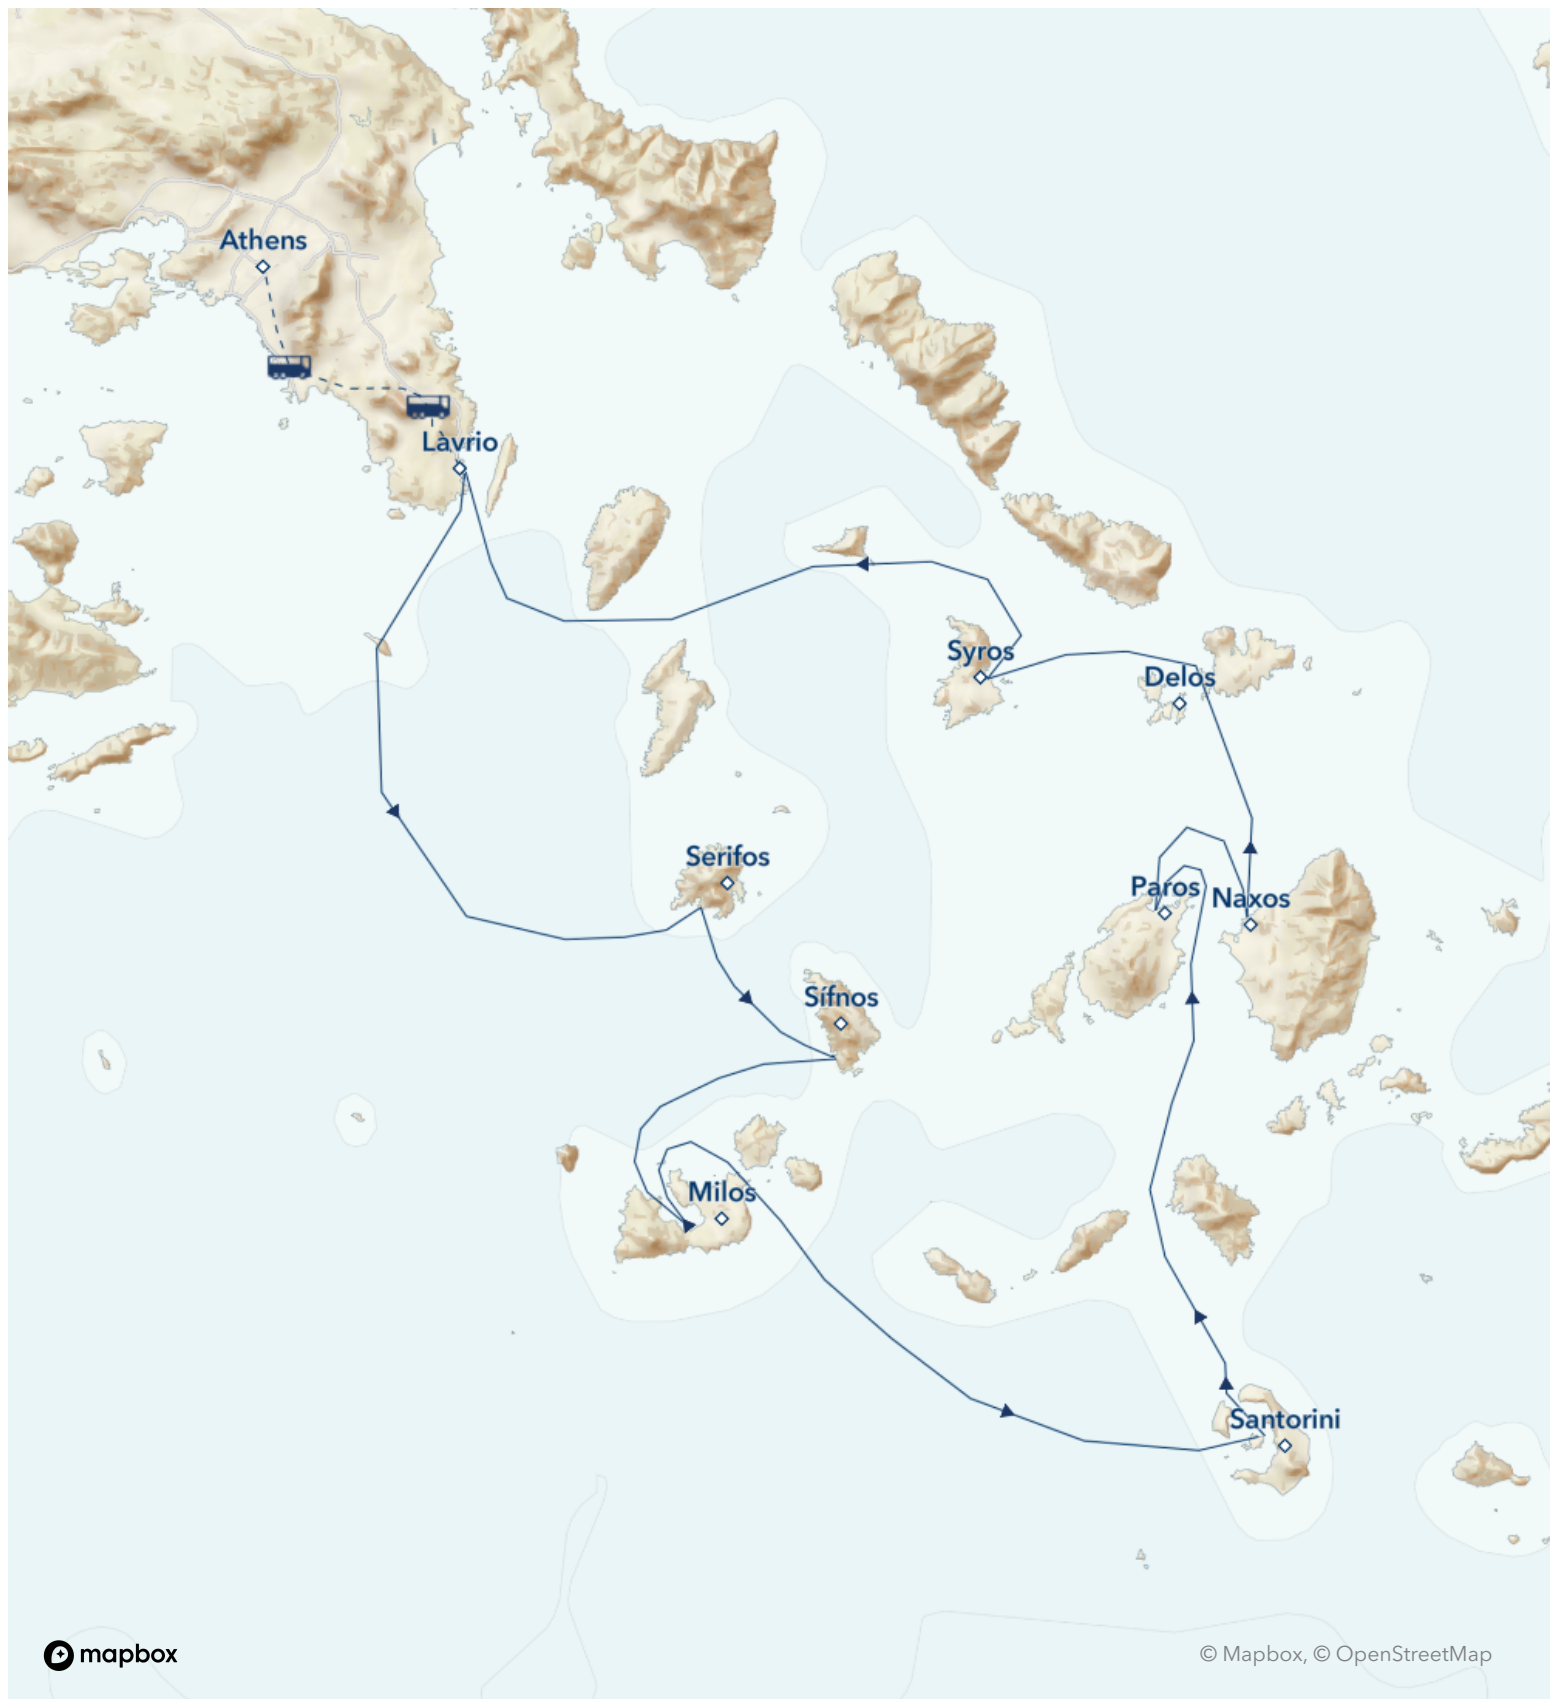 Athens
Làvrio
Syros
Delos
Serifos
Paros
Naxos
Sífnos
Milos
Santorini
mapbox
© Mapbox, © OpenStreetMap